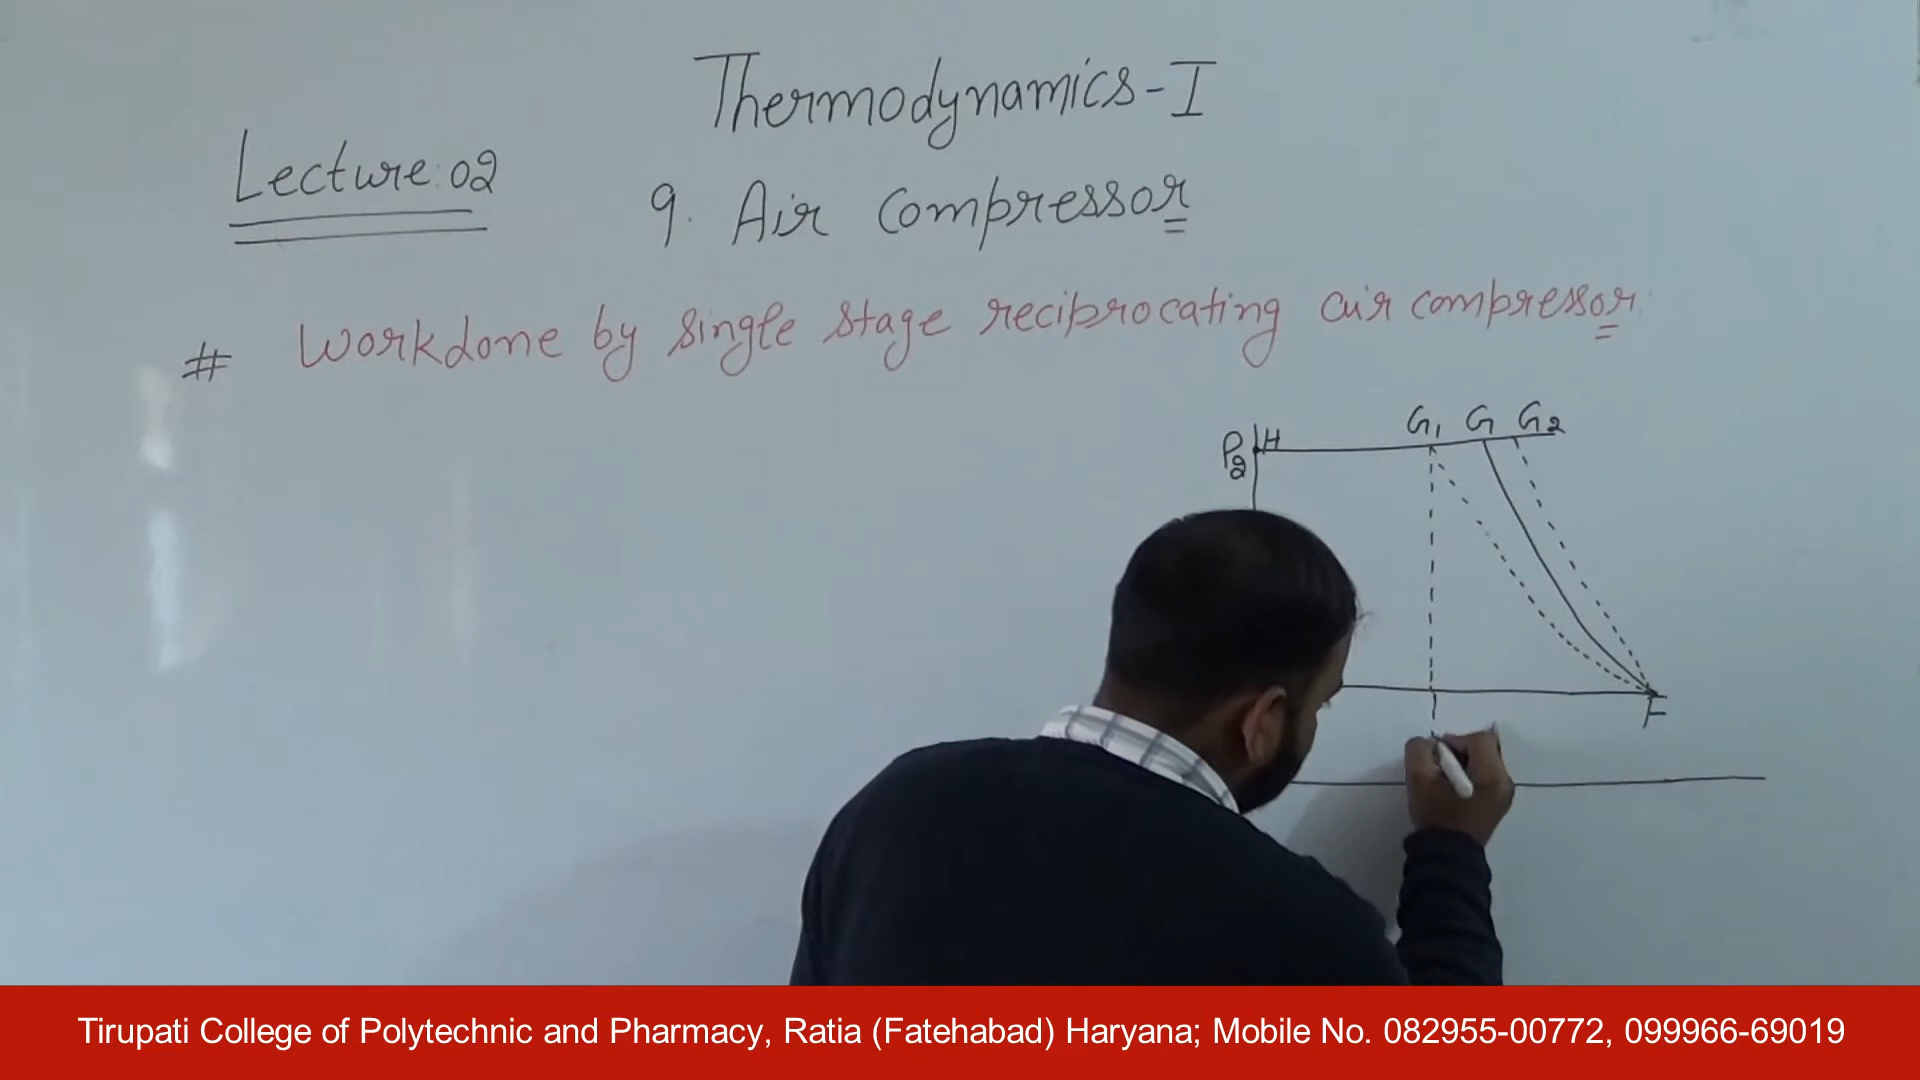 Thermodynamics-I
Lecture:02
9. Air Compressor
# Workdone by single stage reciprocating air compressor.
G1 G G2
P2 H
F
Tirupati College of Polytechnic and Pharmacy, Ratia (Fatehabad) Haryana; Mobile No. 082955-00772, 099966-69019